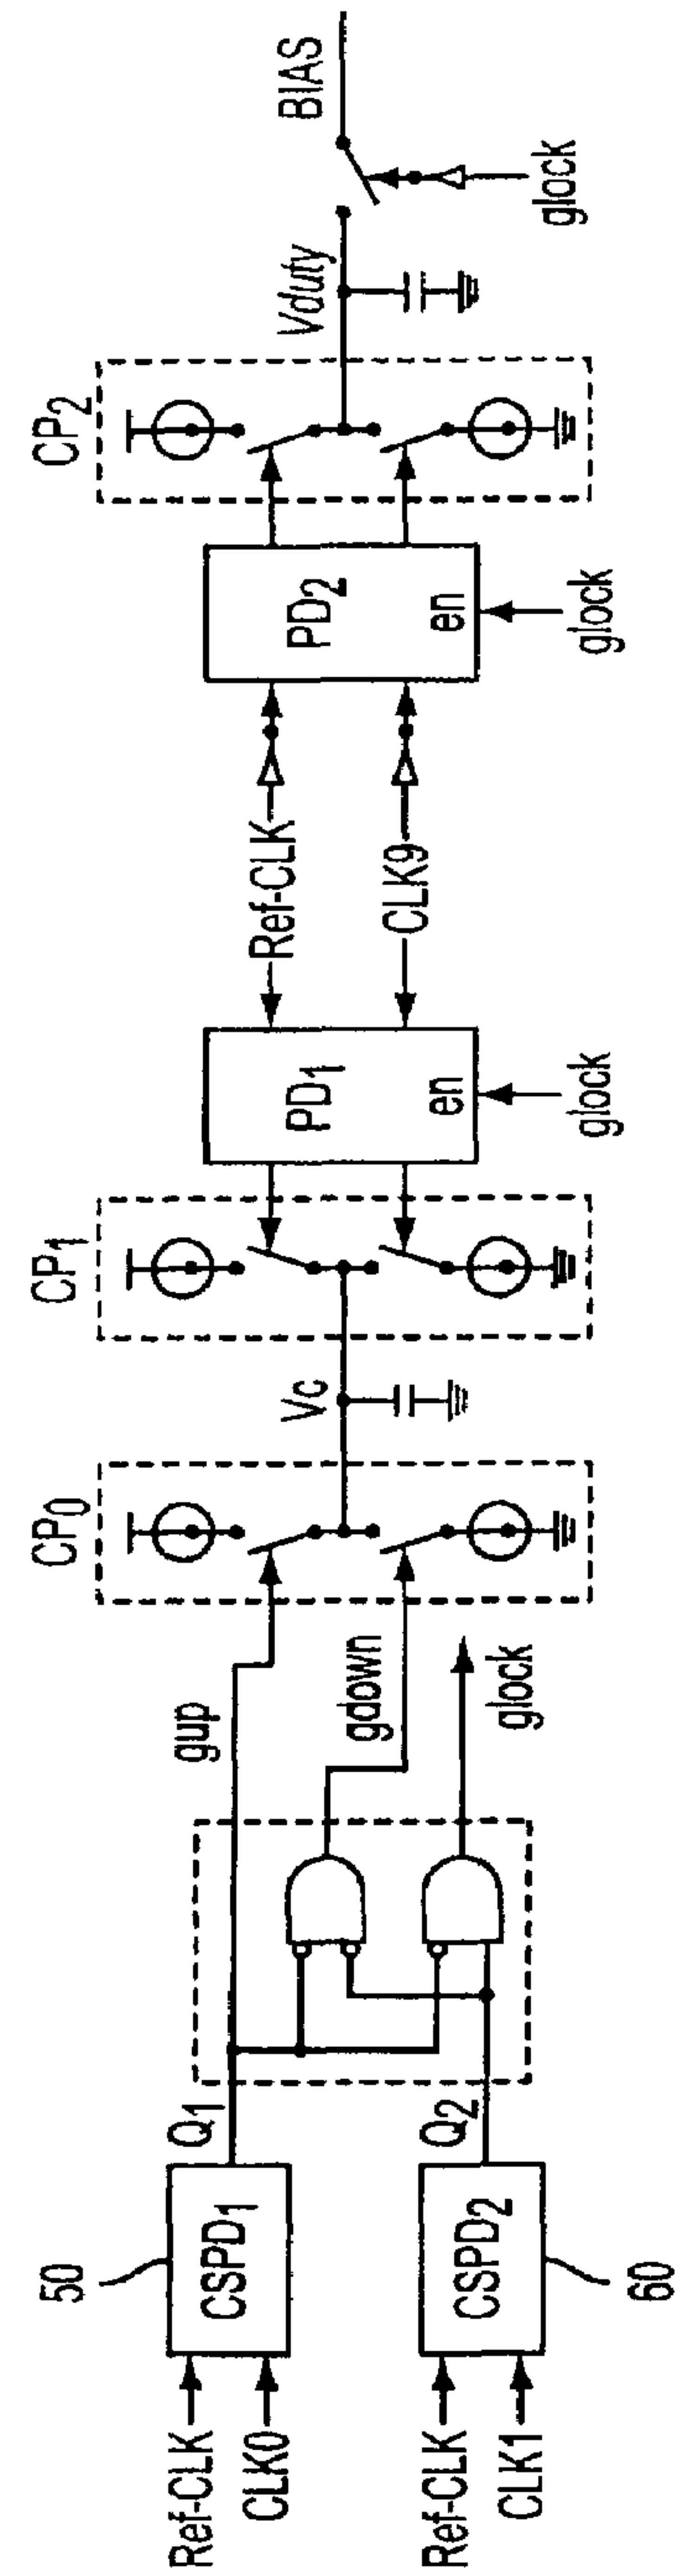 50
Ref-CLK
CLK0
CSPD1
Q1
gup
Ref-CLK
CLK1
CSPD2
60
Q2
gdown
glock
CP0
Vc
CP1
PD1
en
glock
Ref-CLK
CLK9
PD2
en
glock
CP2
Vduty
BIAS
glock